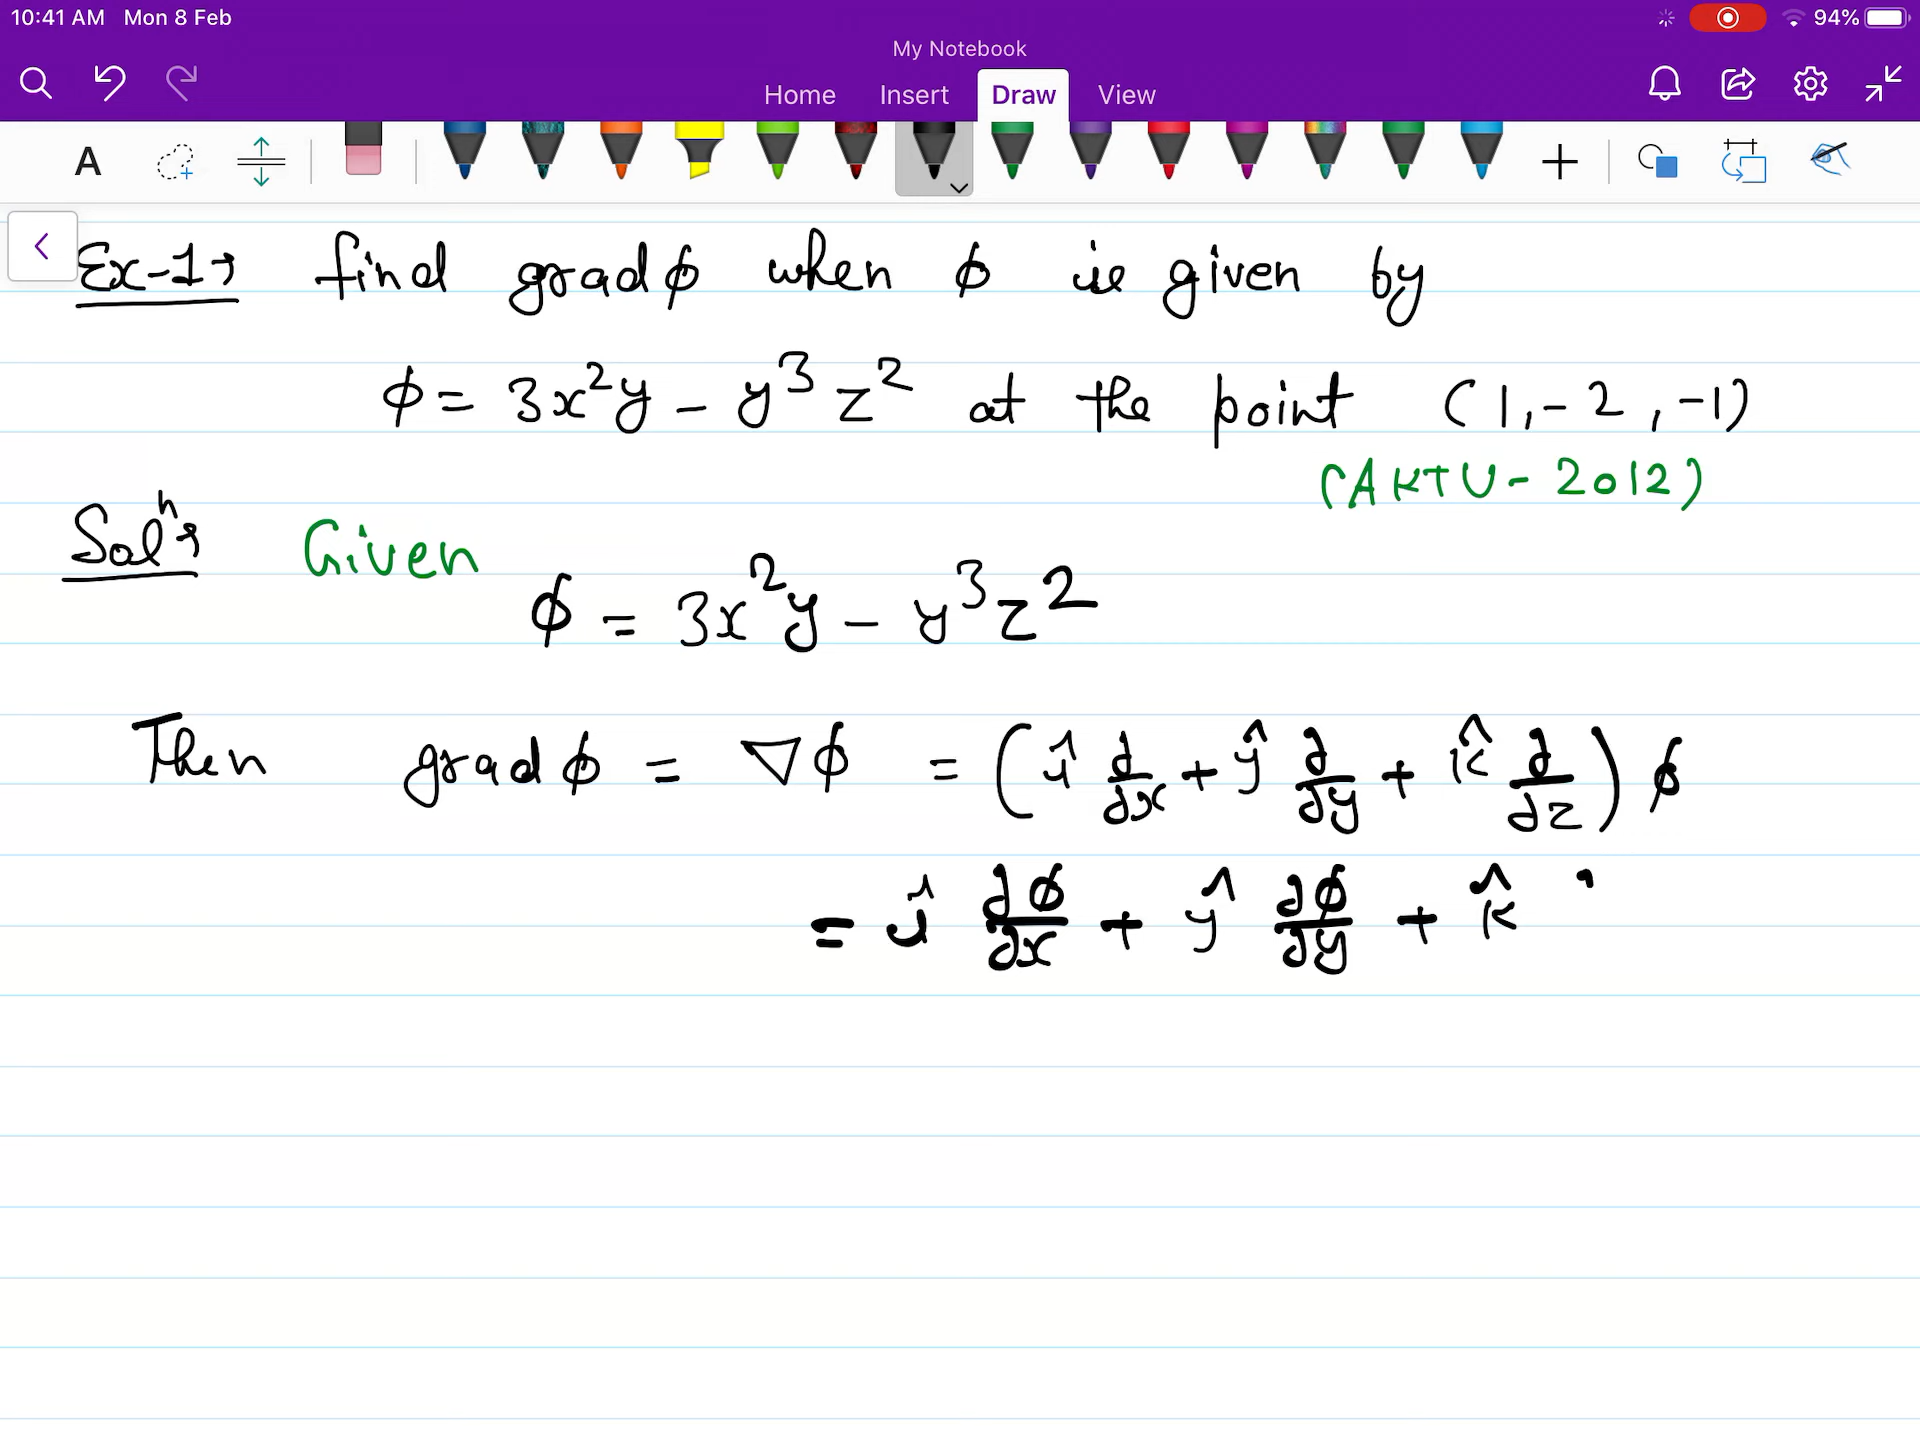 10:41 AM Mon 8 Feb 94%
My Notebook
Home Insert Draw View
A
Ex-1→ find grad ϕ when ϕ is given by
ϕ = 3x²y - y³z² at the point (1,-2,-1)
(AKTU-2012)
Solⁿ→ Given
ϕ = 3x²y - y³z²
Then grad ϕ = ∇ϕ = (î ∂/∂x + ĵ ∂/∂y + k̂ ∂/∂z) ϕ
= î ∂ϕ/∂x + ĵ ∂ϕ/∂y + k̂